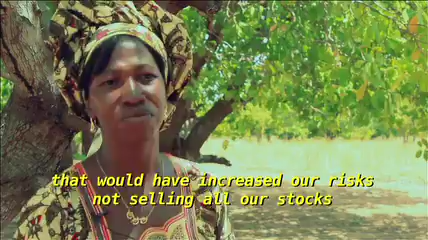 that would have increased our risks
not selling all our stocks